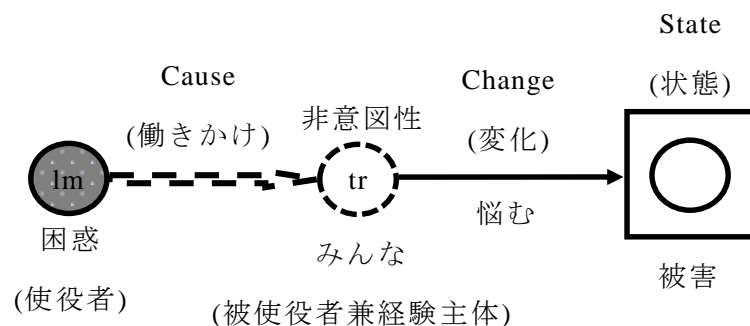 State
Cause
Change
(状態)
(働きかけ)
非意図性
(変化)
lm
tr
悩む
困惑
みんな
被害
(使役者)
(被使役者兼経験主体)